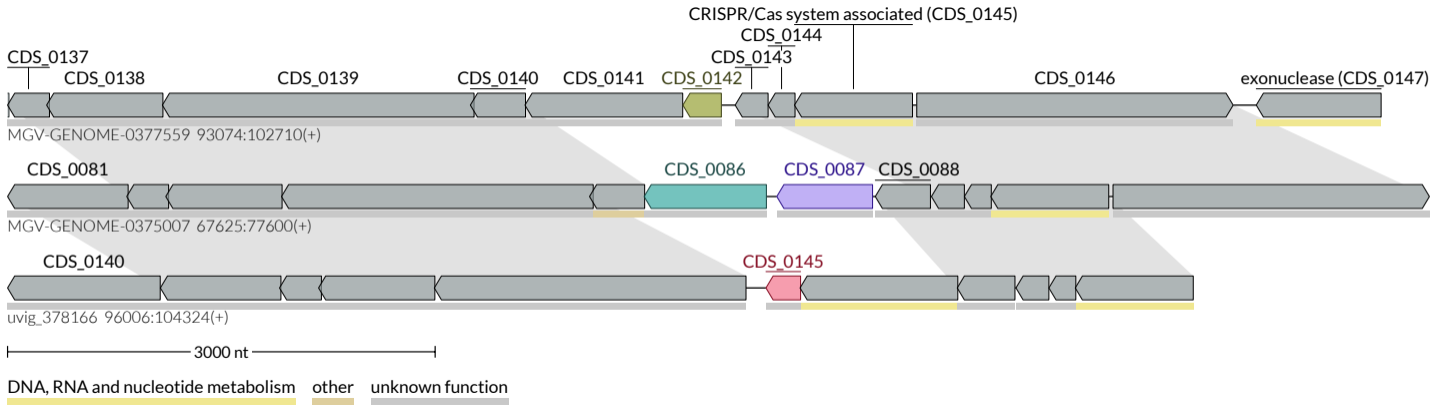 CRISPR/Cas system associated (CDS_0145)
CDS_0144
CDS_0137 CDS_0143
CDS_0138 CDS_0139 CDS_0140 CDS_0141 CDS_0142 CDS_0146 exonuclease (CDS_0147)
MGV-GENOME-0377559 93074:102710(+)
CDS_0081 CDS_0086 CDS_0087 CDS_0088
MGV-GENOME-0375007 67625:77600(+)
CDS_0140 CDS_0145
uvig_378166 96006:104324(+)
3000 nt
DNA, RNA and nucleotide metabolism other unknown function